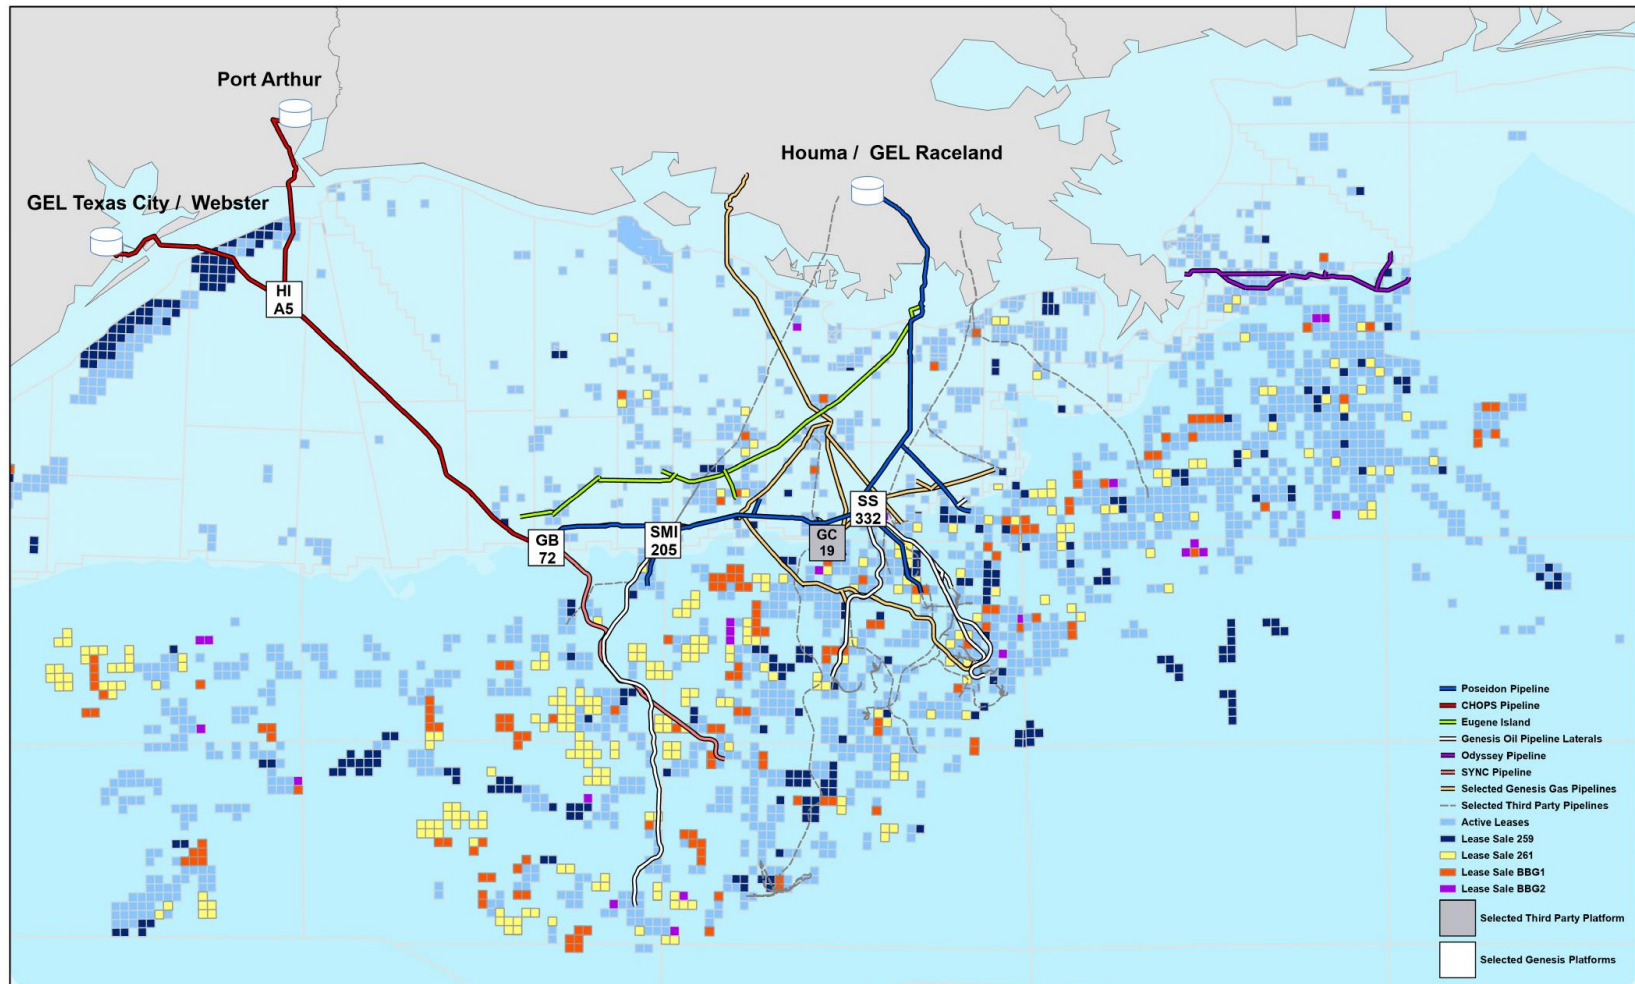 Port Arthur
Houma /  GEL Raceland
GEL Texas City /  Webster
HI
A5
SS
332
GB
72
SMI
205
GC
19
Poseidon Pipeline
CHOPS Pipeline
Eugene Island
Genesis Oil Pipeline Laterals
Odyssey Pipeline
SYNC Pipeline
Selected Genesis Gas Pipelines
Selected Third Party Pipelines
Active Leases
Lease Sale 259
Lease Sale 261
Lease Sale BBG1
Lease Sale BBG2
Selected Third Party Platform
Selected Genesis Platforms